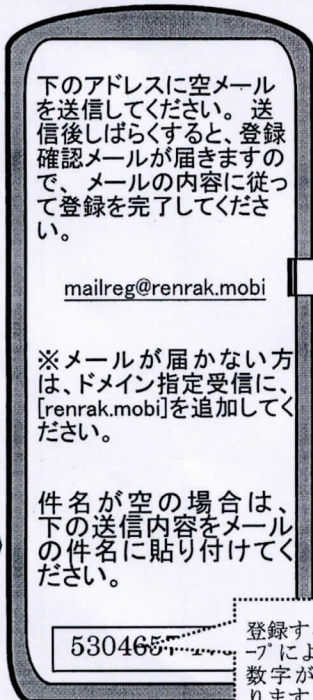 下のアドレスに空メール
を送信してください。 送
信後しばらくすると、登録
確認メールが届きますの
で、 メールの内容に従っ
て登録を完了してくださ
い。
mailreg@renrak.mobi
※メールが届かない方
は、ドメイン指定受信に、
[renrak.mobi]を追加してく
ださい。
件名が空の場合は、
下の送信内容をメール
の件名に貼り付けてく
ださい。
530465
登録す
ープによ
数字が
ります